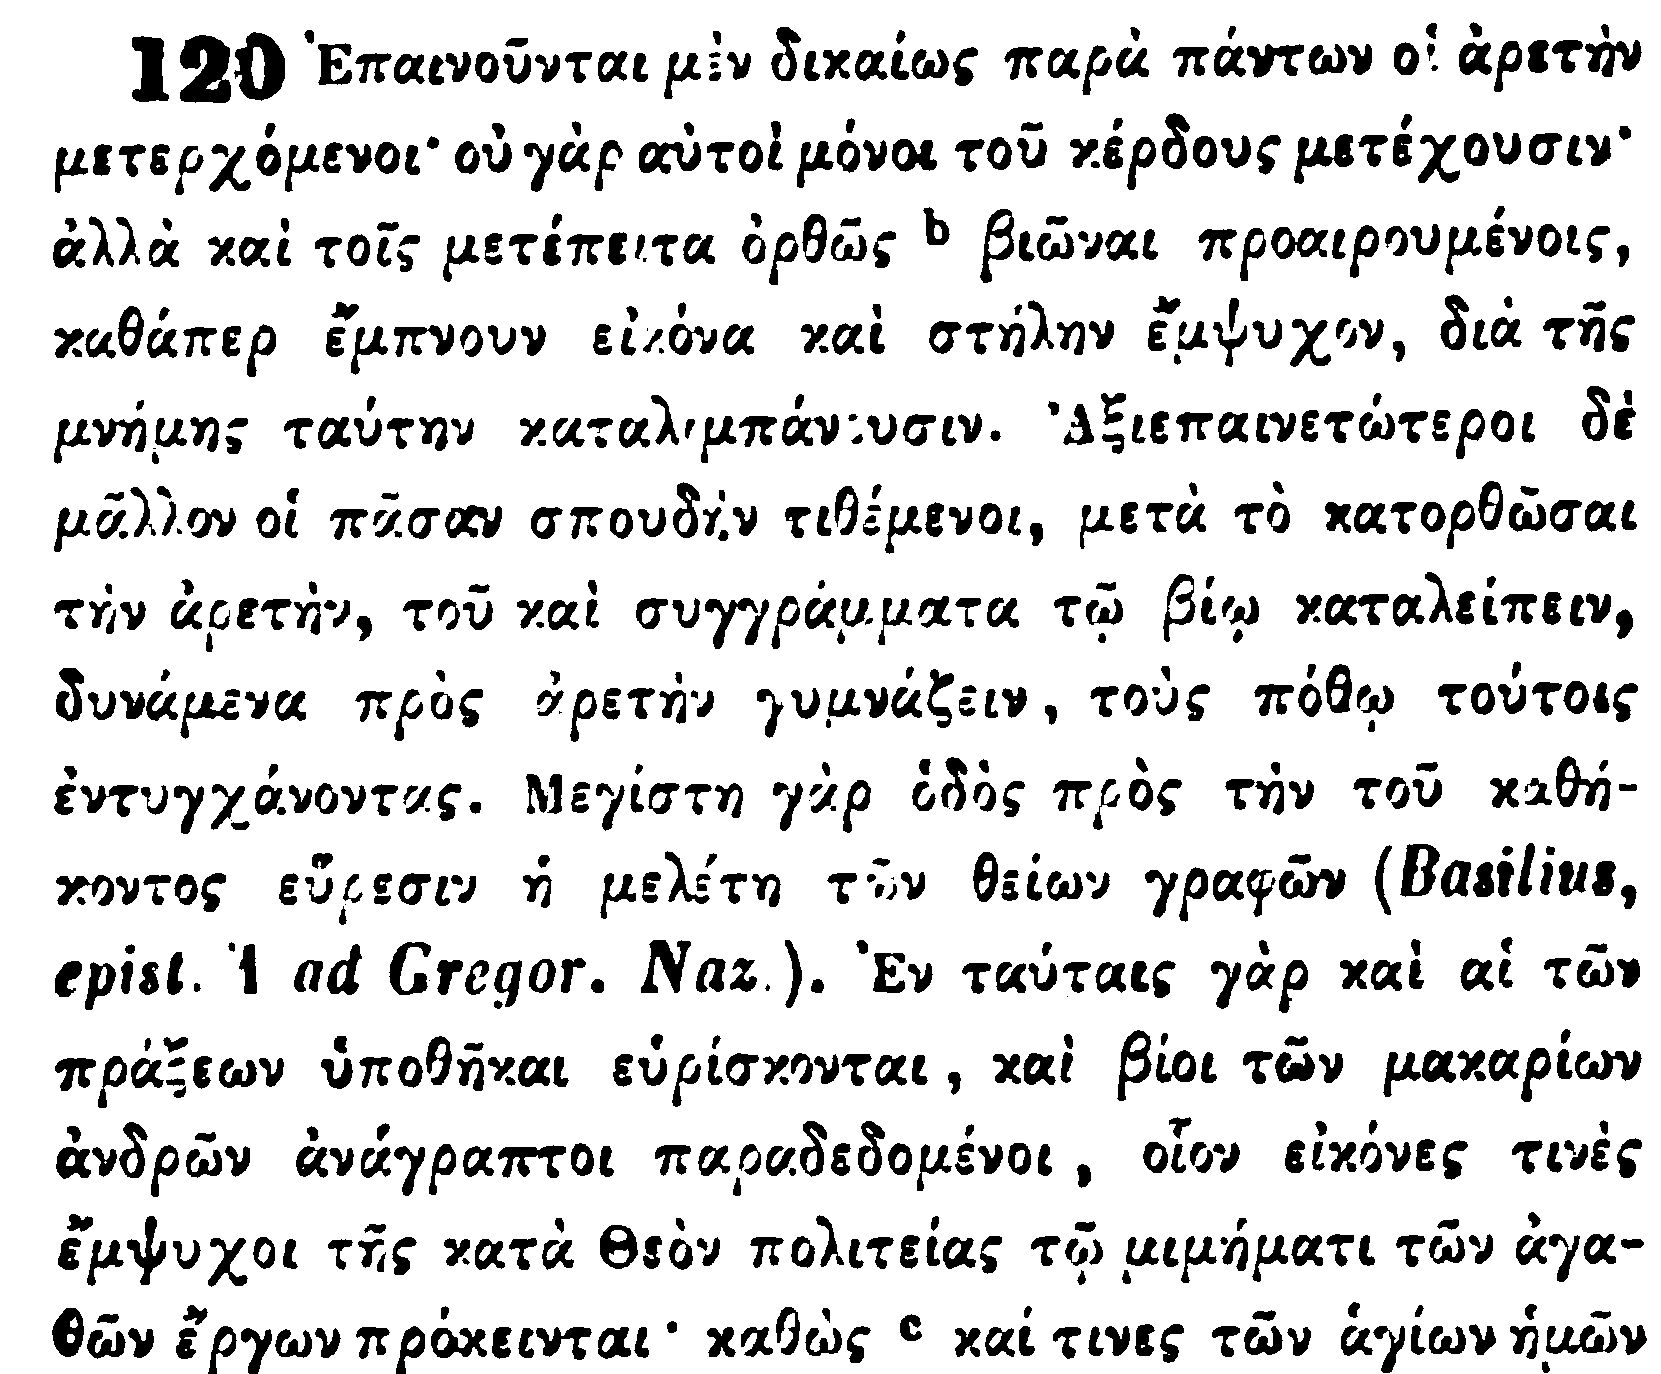 120 Ἐπαινοῦνται μὲν δικαίως παρὰ πάντων οἱ ἀρετὴν
μετερχόμενοι· οὐ γὰρ αὐτοὶ μόνοι τοῦ κέρδους μετέχουσιν·
ἀλλὰ καὶ τοῖς μετέπειτα ὀρθῶς b βιῶναι προαιρουμένοις,
καθάπερ ἔμπνουν εἰκόνα καὶ στήλην ἔμψυχον, διὰ τῆς
μνήμης ταύτην καταλιμπάνουσιν. Ἀξιεπαινετώτεροι δὲ
μᾶλλον οἱ πᾶσαν σπουδὴν τιθέμενοι, μετὰ τὸ κατορθῶσαι
τὴν ἀρετὴν, τοῦ καὶ συγγράμματα τῷ βίῳ καταλείπειν,
δυνάμενα πρὸς ἀρετὴν γυμνάζειν, τοὺς πόθῳ τούτοις
ἐντυγχάνοντας. Μεγίστη γὰρ ὁδὸς πρὸς τὴν τοῦ καθή-
κοντος εὕρεσιν ἡ μελέτη τῶν θείων γραφῶν (Basilius,
epist. 1 ad Gregor. Naz.). Ἐν ταύταις γὰρ καὶ αἱ τῶν
πράξεων ὑποθῆκαι εὑρίσκονται, καὶ βίοι τῶν μακαρίων
ἀνδρῶν ἀνάγραπτοι παραδεδομένοι, οἷον εἰκόνες τινὲς
ἔμψυχοι τῆς κατὰ Θεὸν πολιτείας τῷ μιμήματι τῶν ἀγα-
θῶν ἔργων πρόκεινται· καθὼς c καί τινες τῶν ἁγίων ἡμῶν